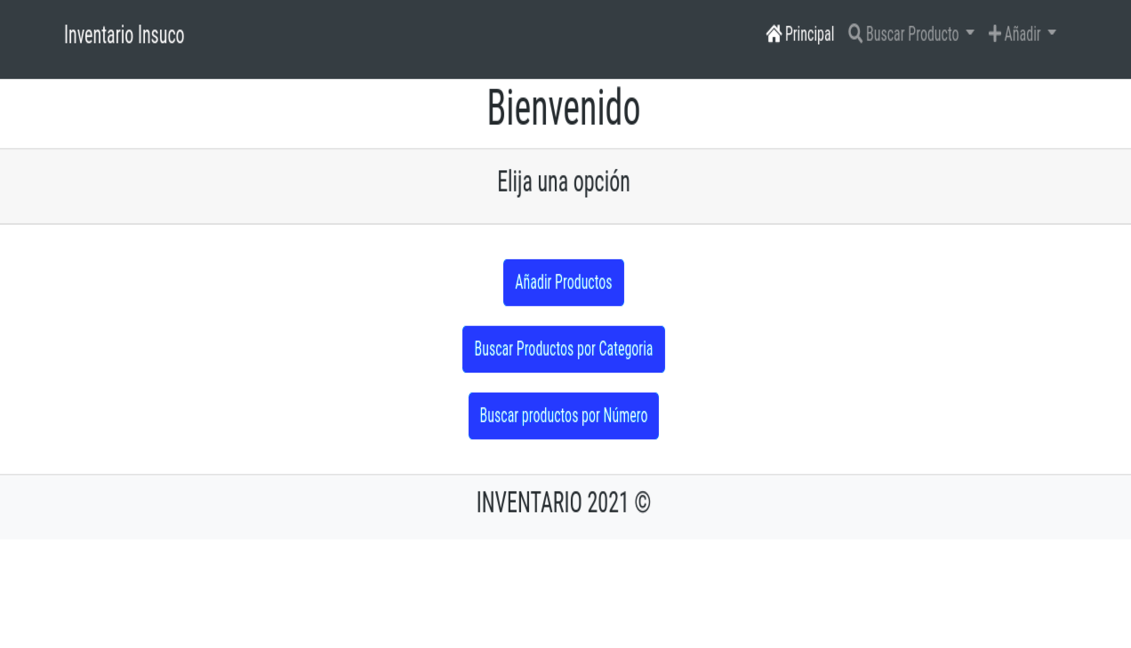 Inventario Insuco
Principal Buscar Producto Añadir
Bienvenido
Elija una opción
Añadir Productos
Buscar Productos por Categoria
Buscar productos por Número
INVENTARIO 2021 ©